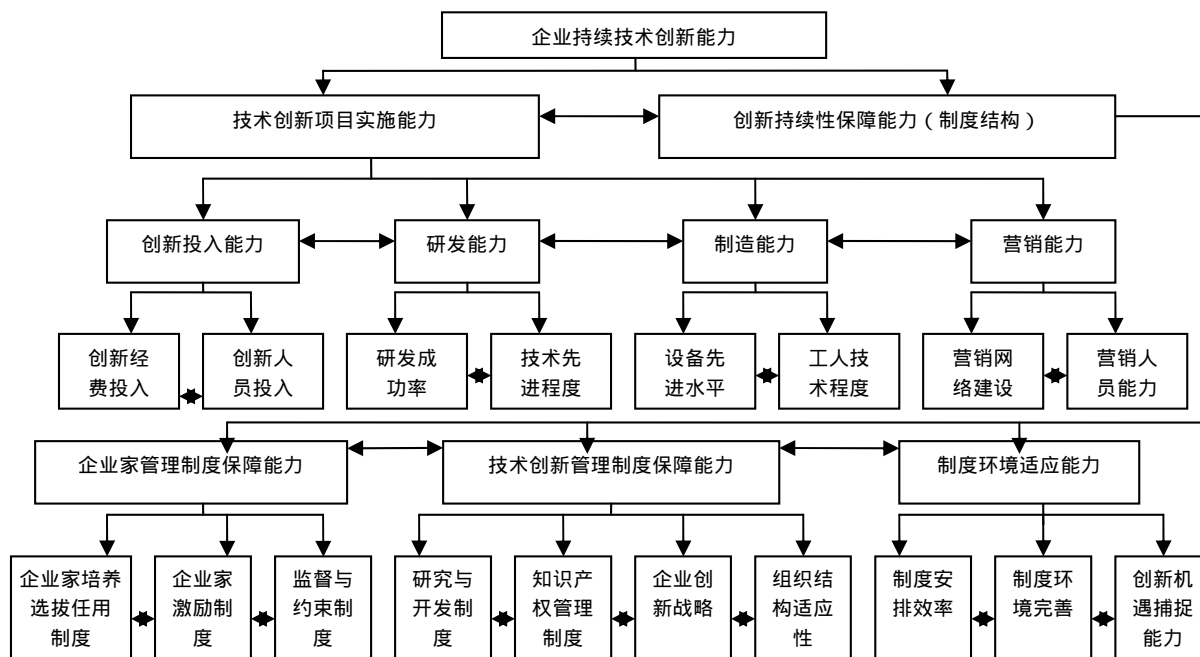 企业持续技术创新能力
技术创新项目实施能力
创新持续性保障能力（制度结构）
创新投入能力
研发能力
制造能力
营销能力
创新经
费投入
创新人
员投入
研发成
功率
技术先
进程度
设备先
进水平
工人技
术程度
营销网
络建设
营销人
员能力
企业家管理制度保障能力
技术创新管理制度保障能力
制度环境适应能力
企业家培养
选拔任用
制度
企业家
激励制
度
监督与
约束制
度
研究与
开发制
度
知识产
权管理
制度
企业创
新战略
组织结
构适应
性
制度安
排效率
制度环
境完善
创新机
遇捕捉
能力